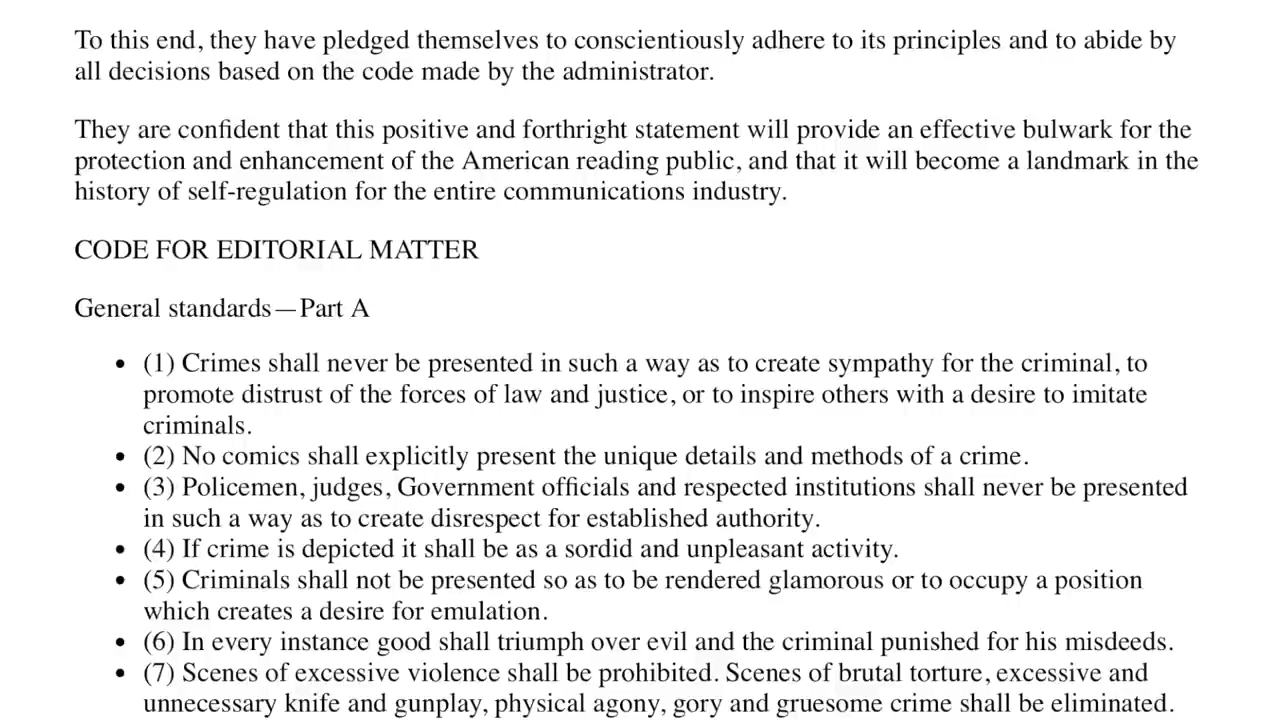 To this end, they have pledged themselves to conscientiously adhere to its principles and to abide by
all decisions based on the code made by the administrator.
They are confident that this positive and forthright statement will provide an effective bulwark for the
protection and enhancement of the American reading public, and that it will become a landmark in the
history of self-regulation for the entire communications industry.
CODE FOR EDITORIAL MATTER
General standards—Part A
• (1) Crimes shall never be presented in such a way as to create sympathy for the criminal, to
promote distrust of the forces of law and justice, or to inspire others with a desire to imitate
criminals.
• (2) No comics shall explicitly present the unique details and methods of a crime.
• (3) Policemen, judges, Government officials and respected institutions shall never be presented
in such a way as to create disrespect for established authority.
• (4) If crime is depicted it shall be as a sordid and unpleasant activity.
• (5) Criminals shall not be presented so as to be rendered glamorous or to occupy a position
which creates a desire for emulation.
• (6) In every instance good shall triumph over evil and the criminal punished for his misdeeds.
• (7) Scenes of excessive violence shall be prohibited. Scenes of brutal torture, excessive and
unnecessary knife and gunplay, physical agony, gory and gruesome crime shall be eliminated.